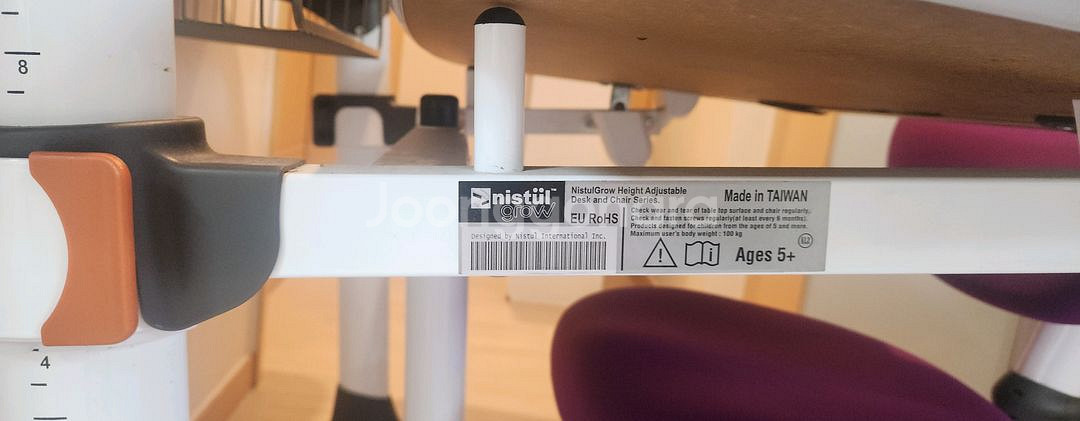 8
4
nistül™
grow
NistulGrow Height Adjustable
Desk and Chair Series.
EU RoHS
Designed by Nistul International Inc.
Made in TAIWAN
Check wear and tear of table top surface and chair regularly.
Check and fasten screws regularly(at least every 6 months).
Products designed for children from the ages of 5 and more.
Maximum user's body weight : 100 kg
Ages 5+